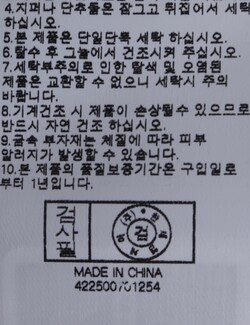 4.지퍼나 단추들은 잠그고 뒤집어서 세탁
하십시오.
5.본 제품은 단일단독 세탁 하십시오.
6.탈수 후 그늘에서 건조시켜 주십시오.
7.세탁부주의로 인한 탈색 및 오염된
제품은 교환할 수 없으니 세탁시 주의
바랍니다.
8.기계건조 시 제품이 손상될수 있으므로
반드시 자연 건조 하십시오.
9.금속 부자재는 체질에 따라 피부
알러지가 발생할 수 있습니다.
10.본 제품의 품질보증기간은 구입일로
부터 1년입니다.
검사필
검
MADE IN CHINA
422500701254